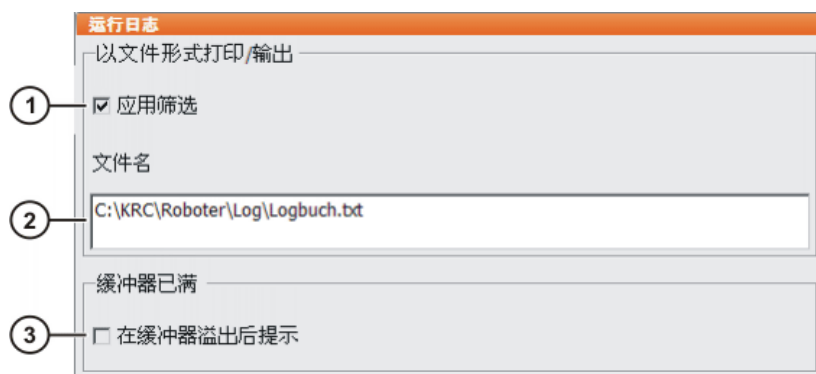 运行日志
以文件形式打印/输出
1 应用筛选
文件名
2 C:\KRC\Roboter\Log\Logbuch.txt
缓冲器已满
3 在缓冲器溢出后提示